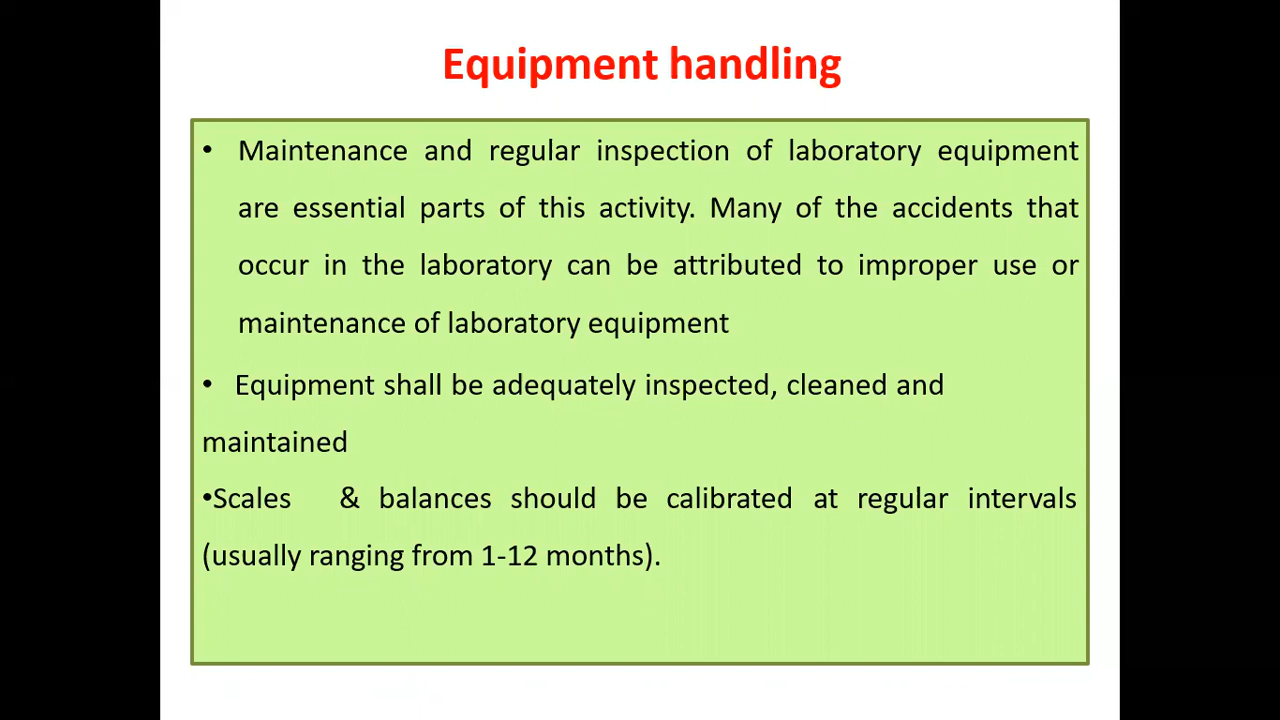 Equipment handling
• Maintenance and regular inspection of laboratory equipment
are essential parts of this activity. Many of the accidents that
occur in the laboratory can be attributed to improper use or
maintenance of laboratory equipment
• Equipment shall be adequately inspected, cleaned and
maintained
•Scales & balances should be calibrated at regular intervals
(usually ranging from 1-12 months).